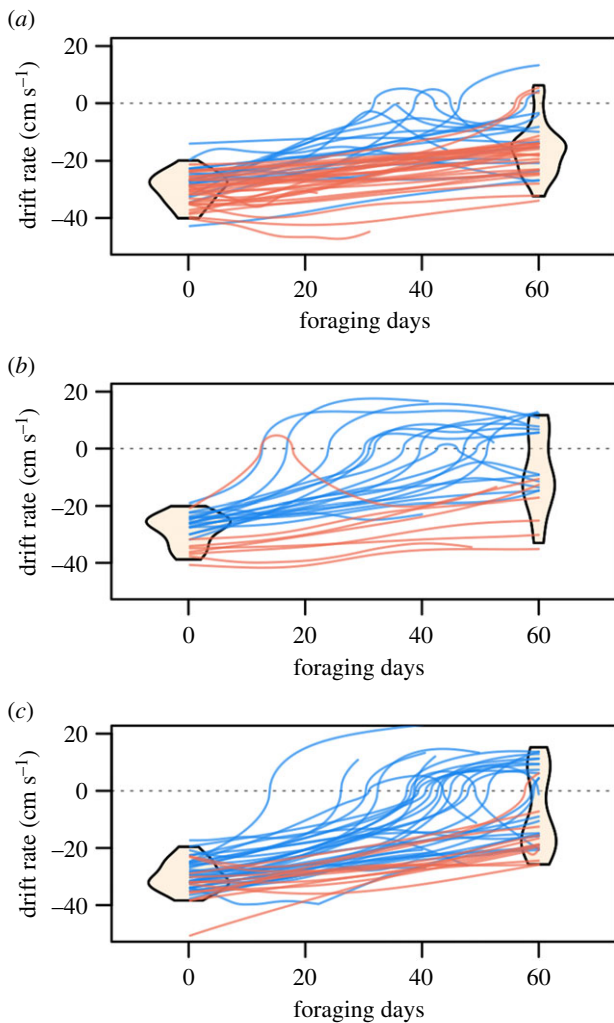 (a)
20
0
–20
–40
drift rate (cm s⁻¹)
0 20 40 60
foraging days
(b)
20
0
–20
–40
drift rate (cm s⁻¹)
0 20 40 60
foraging days
(c)
20
0
–20
–40
drift rate (cm s⁻¹)
0 20 40 60
foraging days